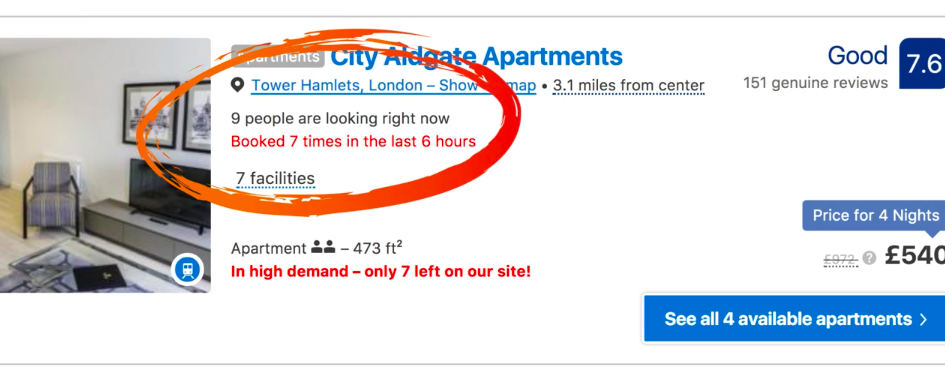 Apartments City Aldgate Apartments
Tower Hamlets, London – Show map • 3.1 miles from center
9 people are looking right now
Booked 7 times in the last 6 hours
7 facilities
Apartment – 473 ft²
In high demand – only 7 left on our site!
Good 7.6
151 genuine reviews
Price for 4 Nights
£972 £540
See all 4 available apartments